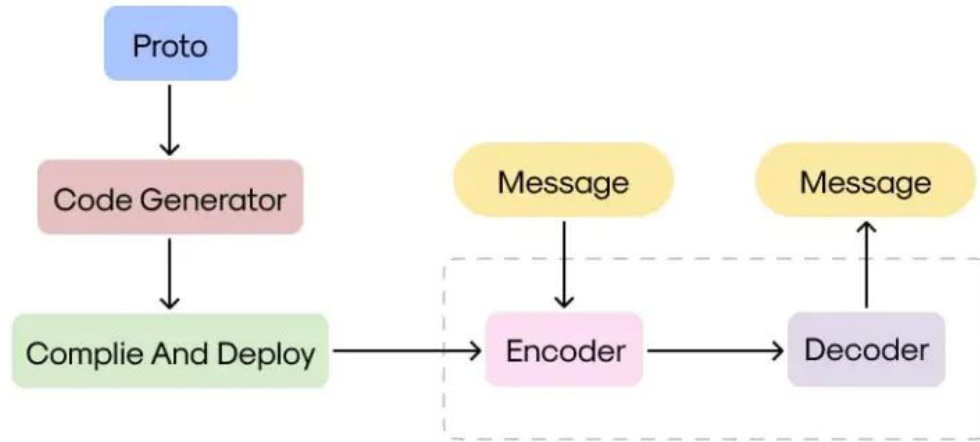 Proto
Code Generator
Message
Message
Complie And Deploy
Encoder
Decoder